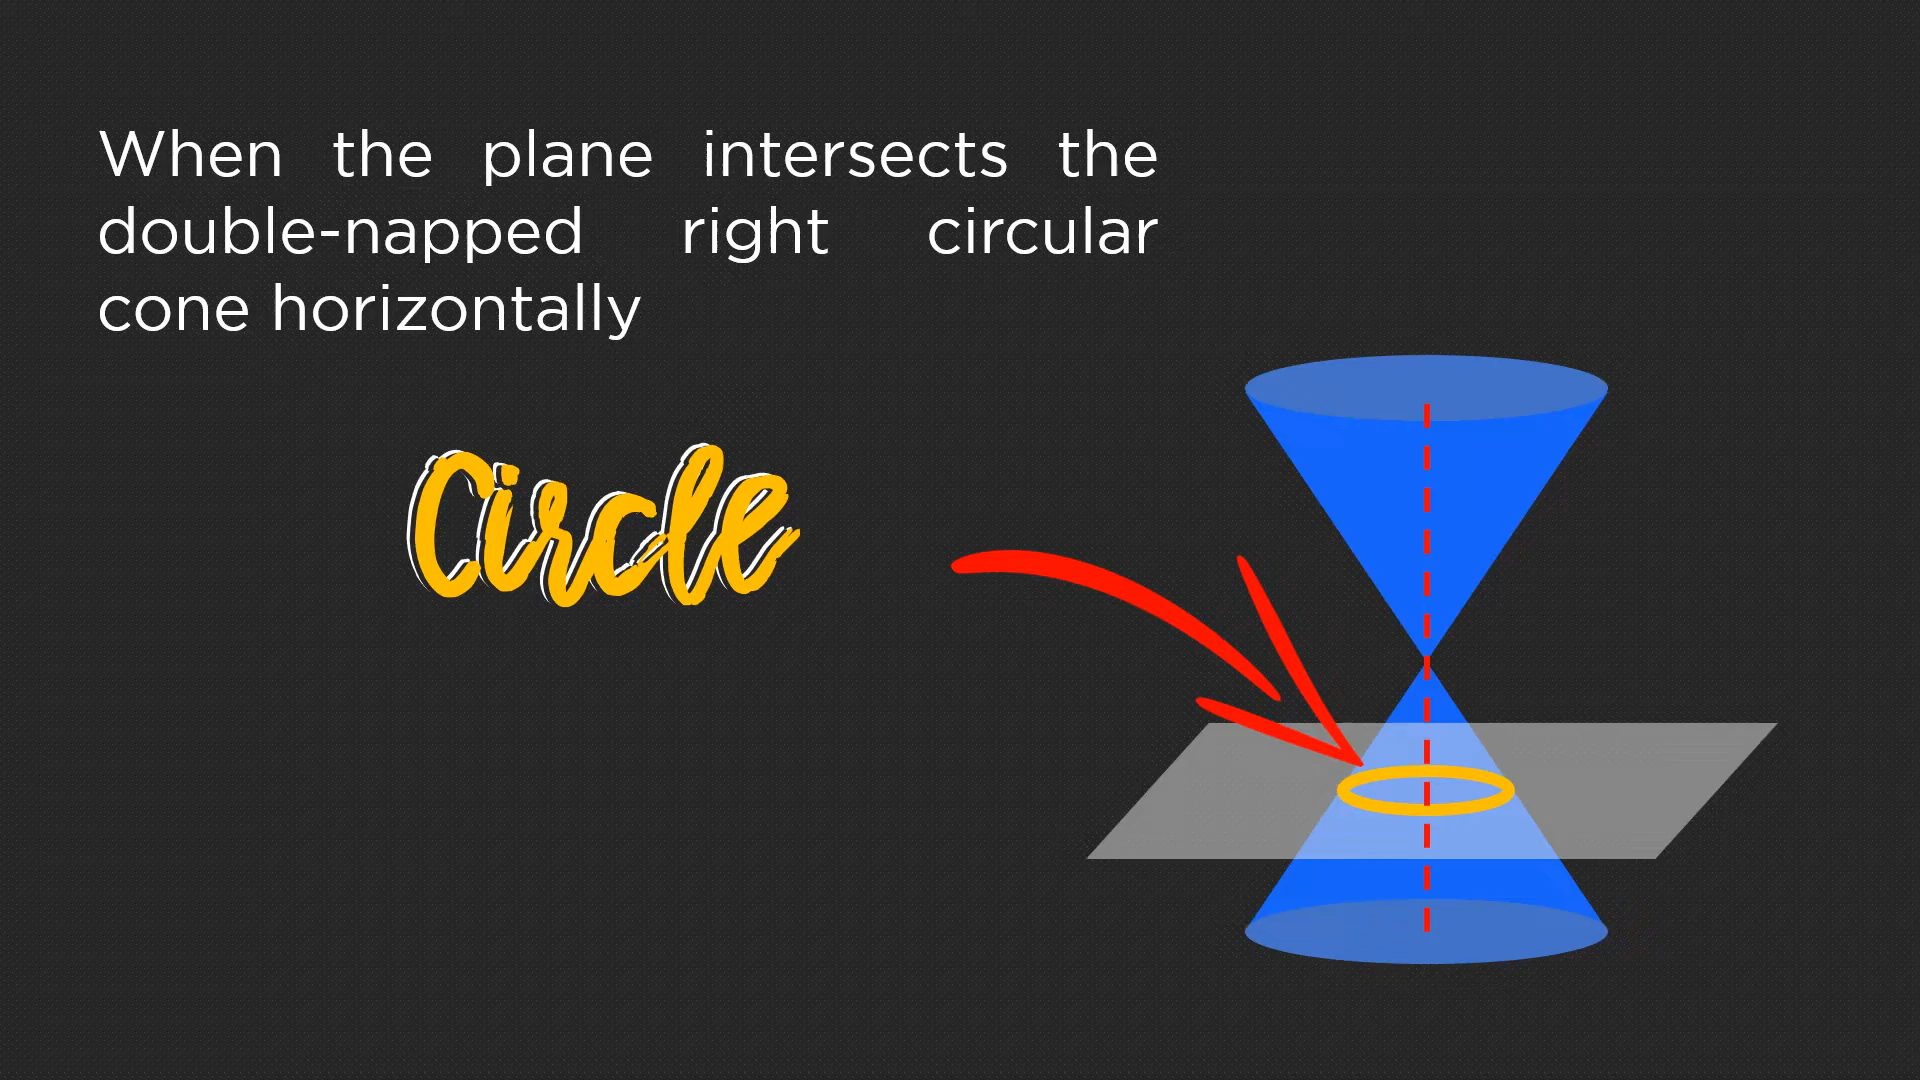 When the plane intersects the
double-napped right circular
cone horizontally
Circle